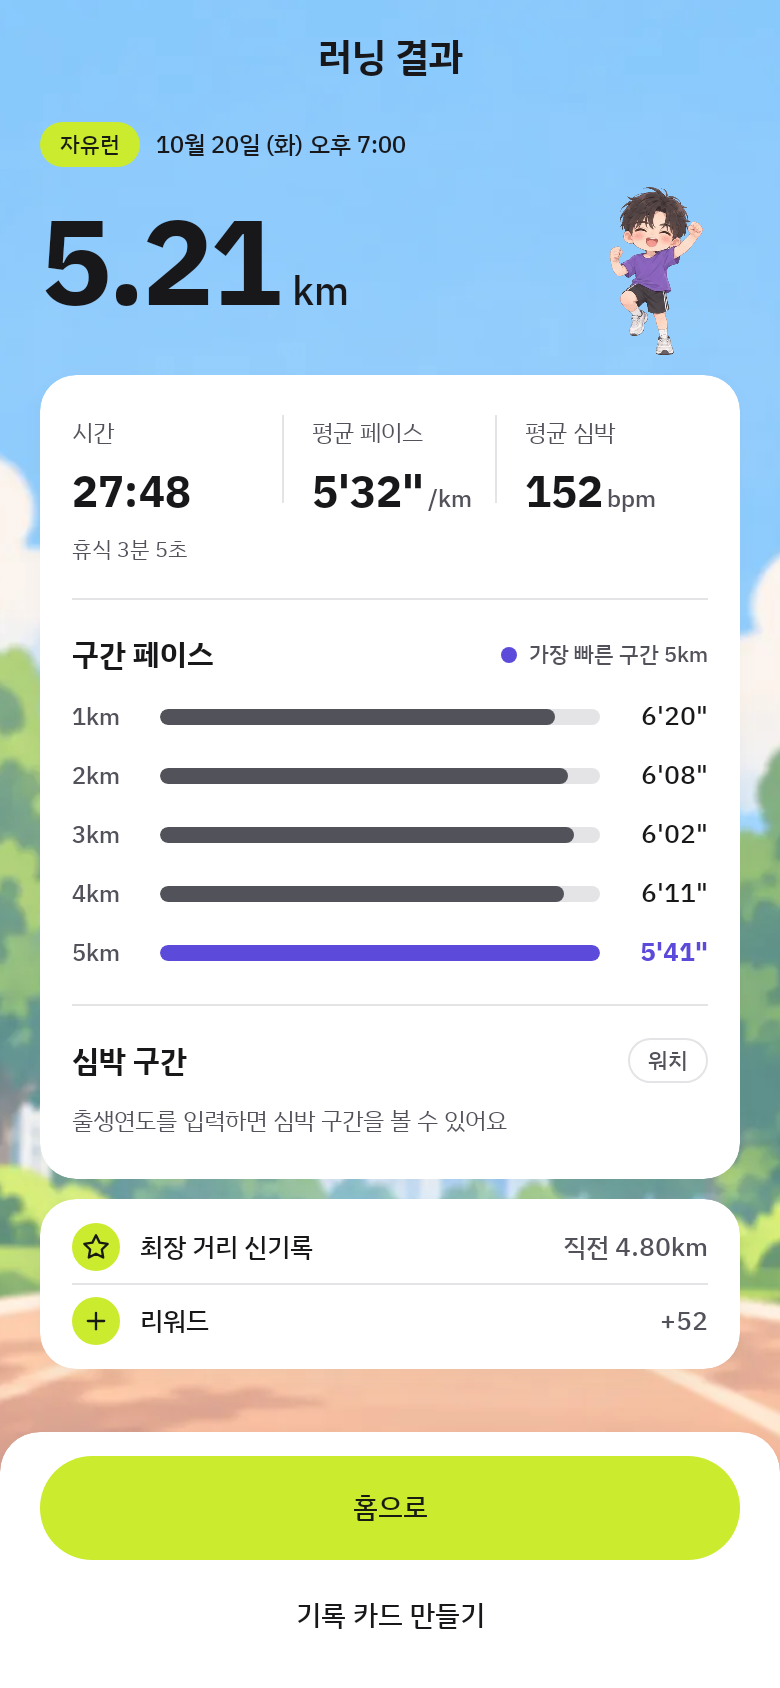 러닝 결과
자유런 10월 20일 (화) 오후 7:00
5.21 km
시간 평균 페이스 평균 심박
27:48 5'32" /km 152 bpm
휴식 3분 5초
구간 페이스 가장 빠른 구간 5km
1km 6'20"
2km 6'08"
3km 6'02"
4km 6'11"
5km 5'41"
심박 구간 워치
출생연도를 입력하면 심박 구간을 볼 수 있어요
최장 거리 신기록 직전 4.80km
리워드 +52
홈으로
기록 카드 만들기